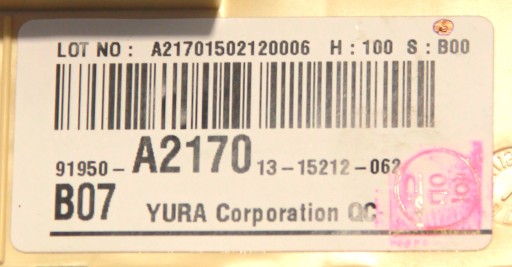 LOT NO : A21701502120006 H : 100 S : B00
91950-A2170 13-15212-062
B07 YURA Corporation QC